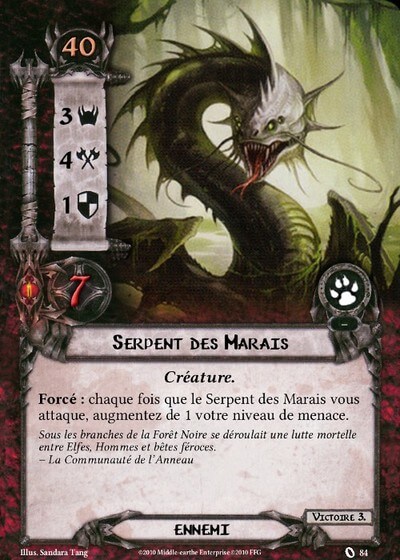 40
3
4
1
7
–
SERPENT DES MARAIS
Créature.
Forcé : chaque fois que le Serpent des Marais vous
attaque, augmentez de 1 votre niveau de menace.
Sous les branches de la Forêt Noire se déroulait une lutte mortelle
entre Elfes, Hommes et bêtes féroces.
– La Communauté de l'Anneau
VICTOIRE 3.
ENNEMI
Illus. Sandara Tang
©2010 Middle-earthe Enterprise ©2010 FFG
84